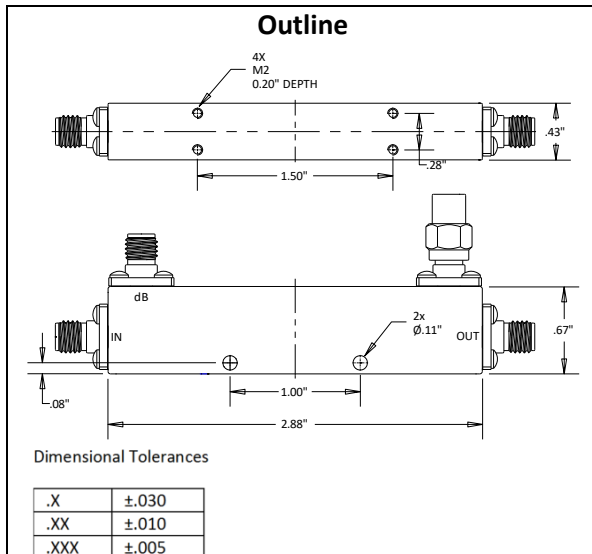 Outline
4X
M2
0.20" DEPTH
.43"
.28"
1.50"
dB
IN
2x
Ø.11"
OUT
.67"
.08"
1.00"
2.88"
Dimensional Tolerances
.X ±.030
.XX ±.010
.XXX ±.005